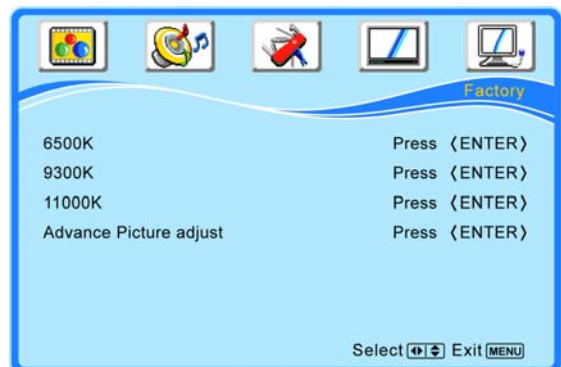 Factory
6500K Press 〈ENTER〉
9300K Press 〈ENTER〉
11000K Press 〈ENTER〉
Advance Picture adjust Press 〈ENTER〉
Select Exit MENU